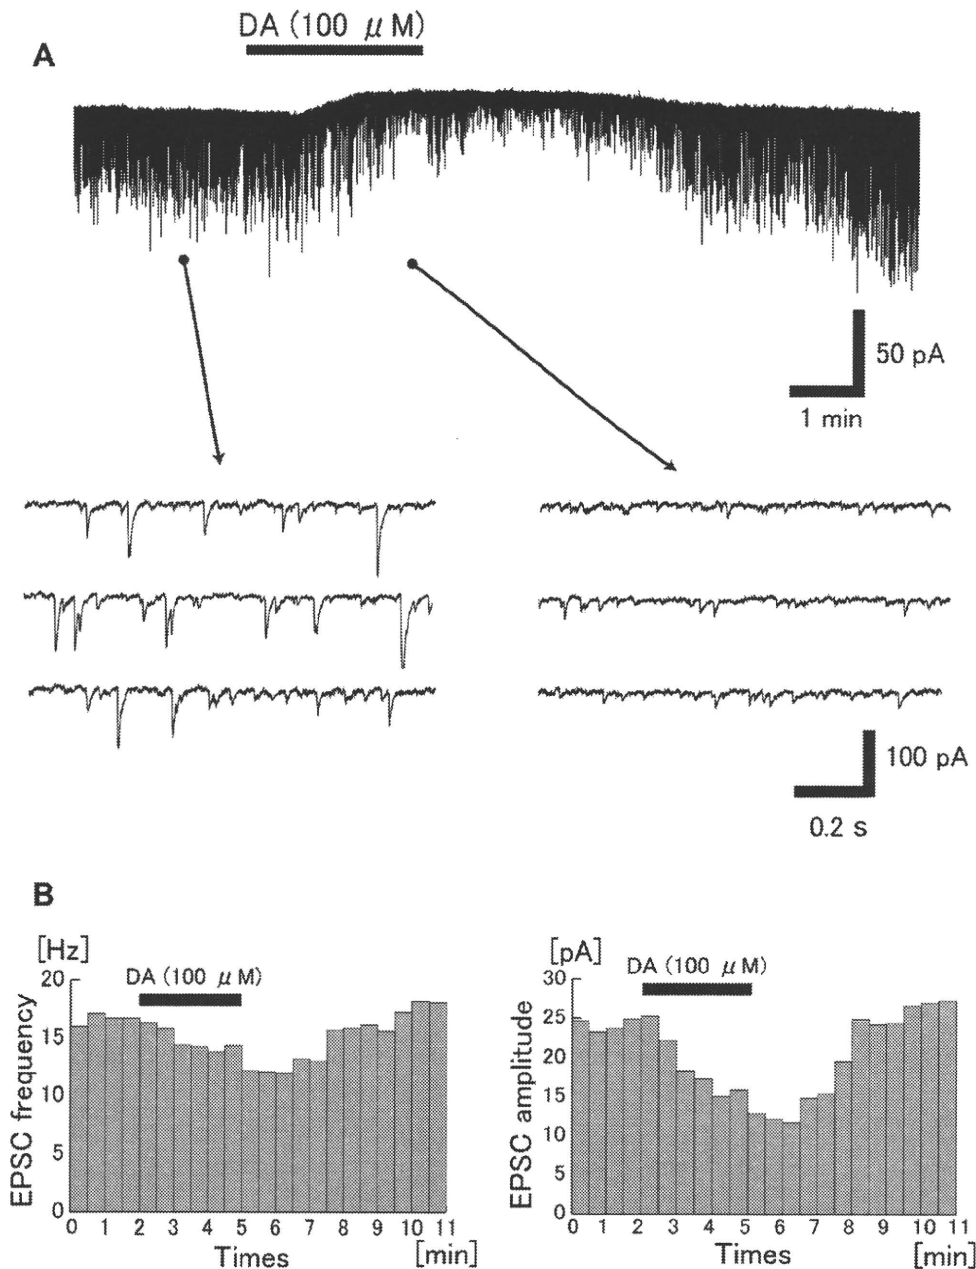 A
DA (100 μM)
50 pA
1 min
100 pA
0.2 s
B
[Hz]
DA (100 μM)
EPSC frequency
20
15
10
5
0
0 1 2 3 4 5 6 7 8 9 10 11
Times
[min]
[pA]
DA (100 μM)
EPSC amplitude
30
25
20
15
10
5
0
0 1 2 3 4 5 6 7 8 9 10 11
Times
[min]